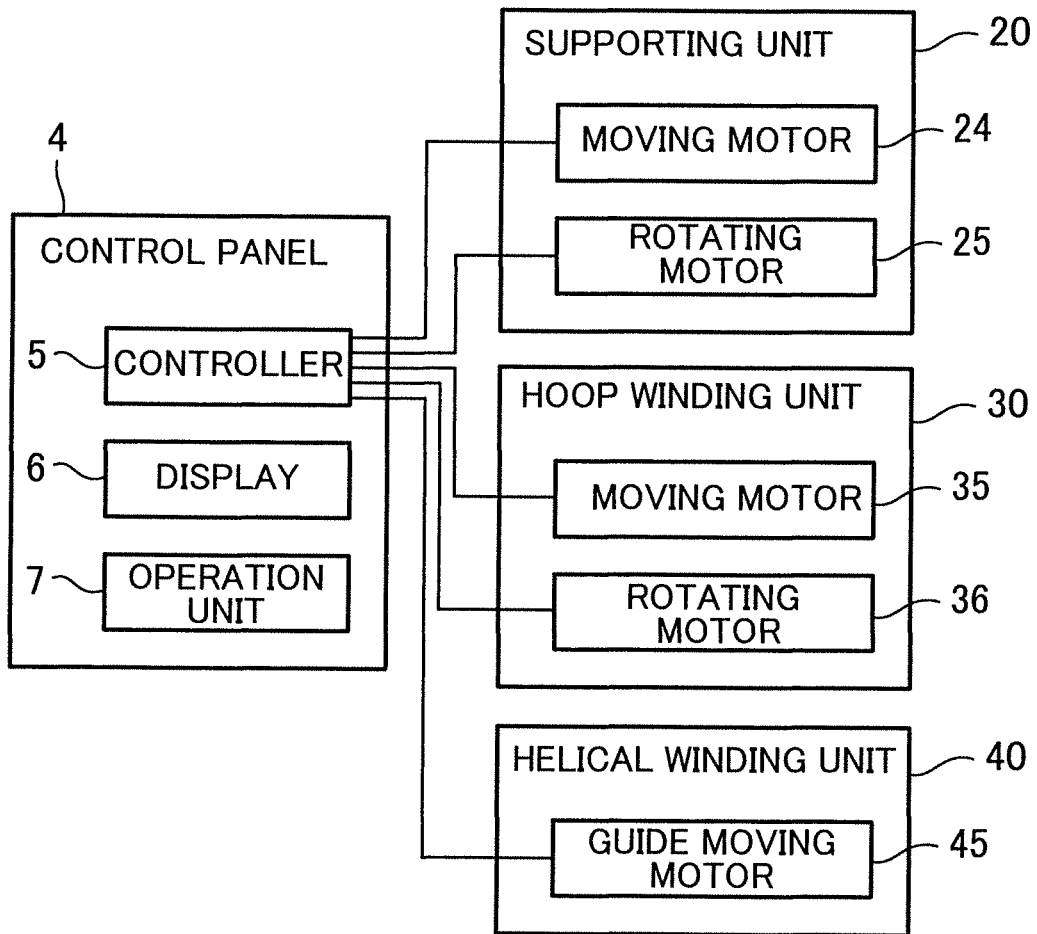 4
CONTROL PANEL
5
CONTROLLER
6
DISPLAY
7
OPERATION
UNIT
SUPPORTING UNIT
20
MOVING MOTOR
24
ROTATING
MOTOR
25
HOOP WINDING UNIT
30
MOVING MOTOR
35
ROTATING
MOTOR
36
HELICAL WINDING UNIT
40
GUIDE MOVING
MOTOR
45